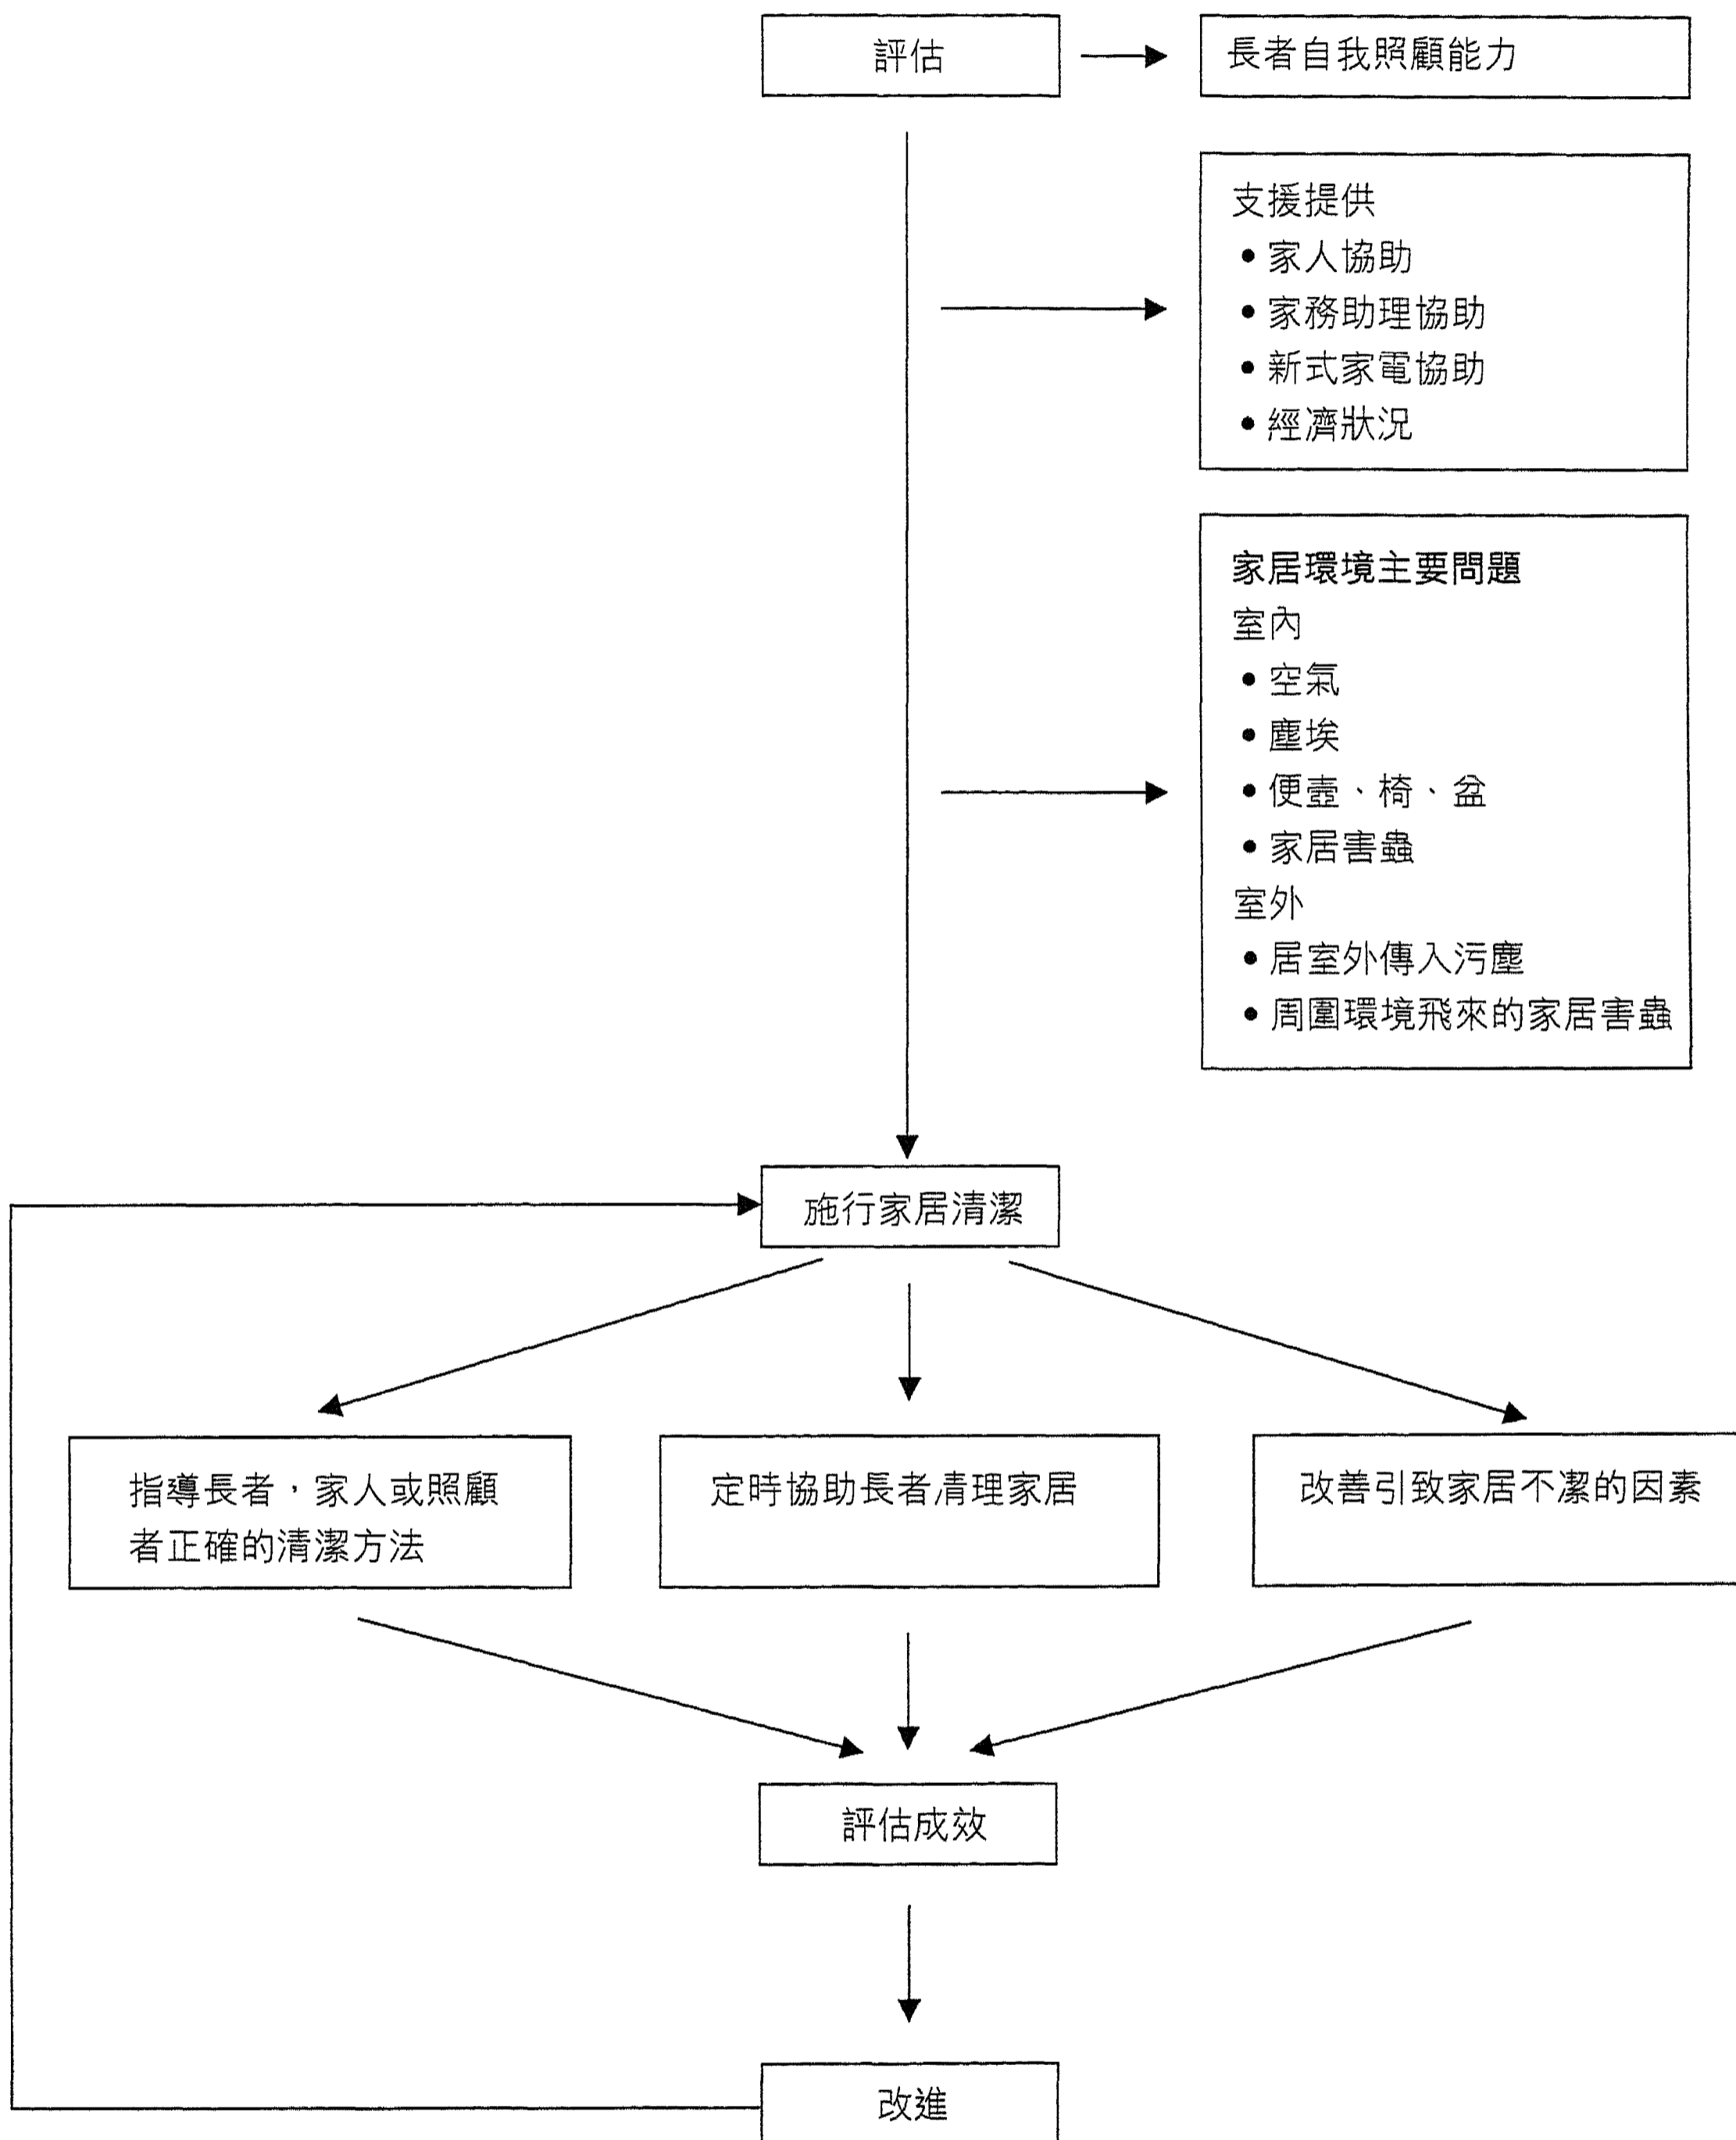 評估
長者自我照顧能力
支援提供
• 家人協助
• 家務助理協助
• 新式家電協助
• 經濟狀況
家居環境主要問題
室內
• 空氣
• 塵埃
• 便壼、椅、盆
• 家居害蟲
室外
• 居室外傳入污塵
• 周圍環境飛來的家居害蟲
施行家居清潔
指導長者，家人或照顧
者正確的清潔方法
定時協助長者清理家居
改善引致家居不潔的因素
評估成效
改進